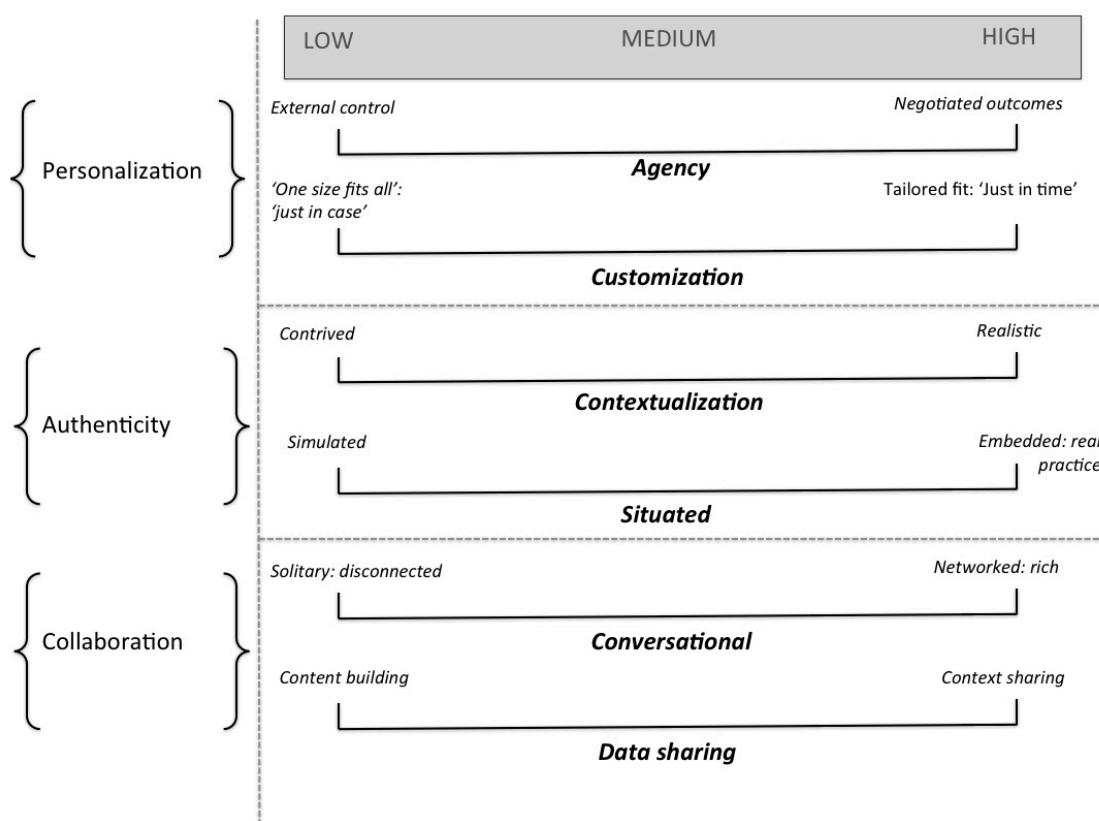 LOW MEDIUM HIGH
External control Negotiated outcomes
Agency
Personalization
‘One size fits all’: Tailored fit: ‘Just in time’
‘just in case’
Customization
Contrived Realistic
Contextualization
Authenticity
Simulated Embedded: real
practice
Situated
Solitary: disconnected Networked: rich
Conversational
Collaboration
Content building Context sharing
Data sharing